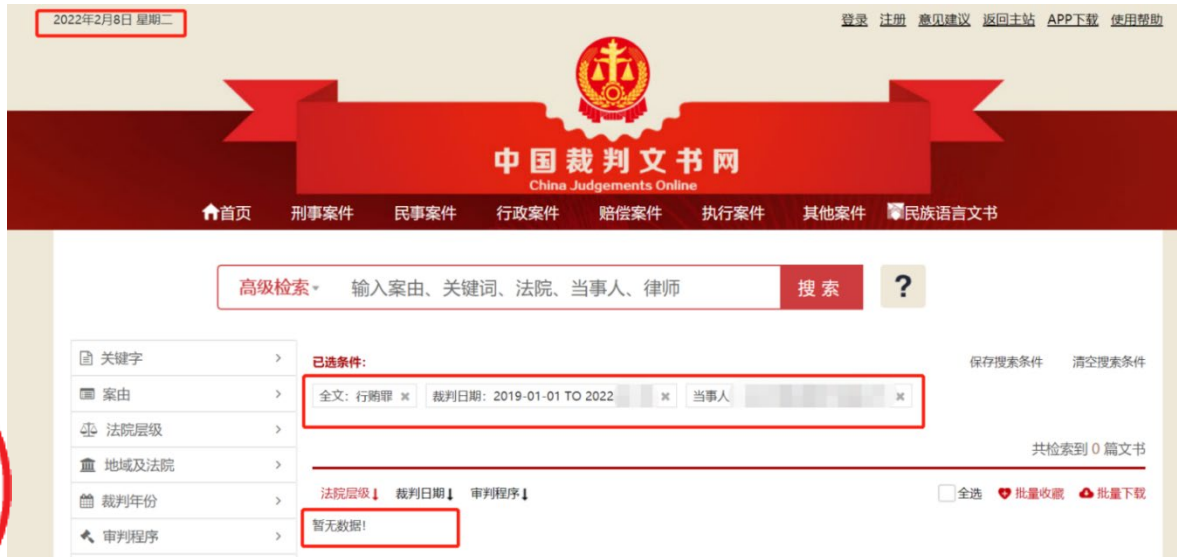 2022年2月8日 星期二
登录 注册 意见建议 返回主站 APP下载 使用帮助
中国裁判文书网
China Judgements Online
首页 刑事案件 民事案件 行政案件 赔偿案件 执行案件 其他案件 民族语言文书
高级检索 输入案由、关键词、法院、当事人、律师 搜索 ?
关键字
已选条件: 保存搜索条件 清空搜索条件
案由
全文：行贿罪 × 裁判日期：2019-01-01 TO 2022 × 当事人 ×
法院层级
共检索到 0 篇文书
地域及法院
法院层级 裁判日期 审判程序 全选 批量收藏 批量下载
裁判年份
暂无数据!
审判程序